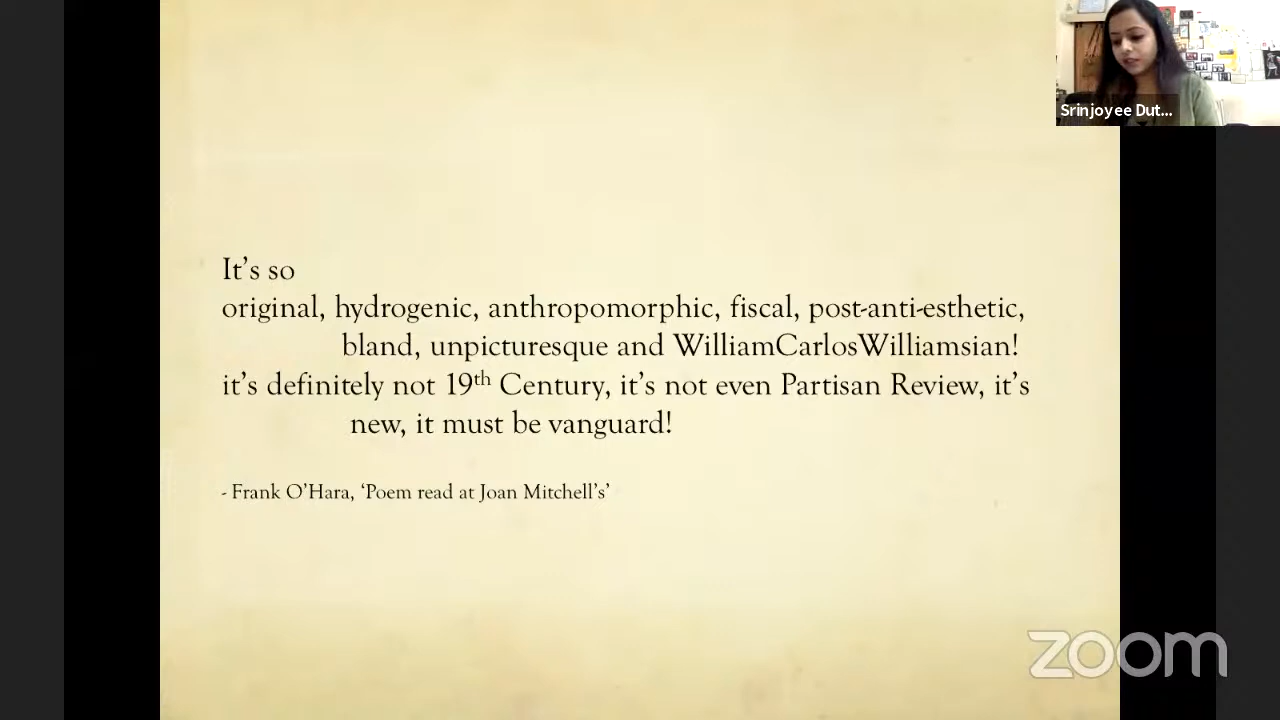 Srinjoyee Dut...
It's so
original, hydrogenic, anthropomorphic, fiscal, post-anti-esthetic,
bland, unpicturesque and WilliamCarlosWilliamsian!
it's definitely not 19th Century, it's not even Partisan Review, it's
new, it must be vanguard!
- Frank O'Hara, 'Poem read at Joan Mitchell's'
zoom